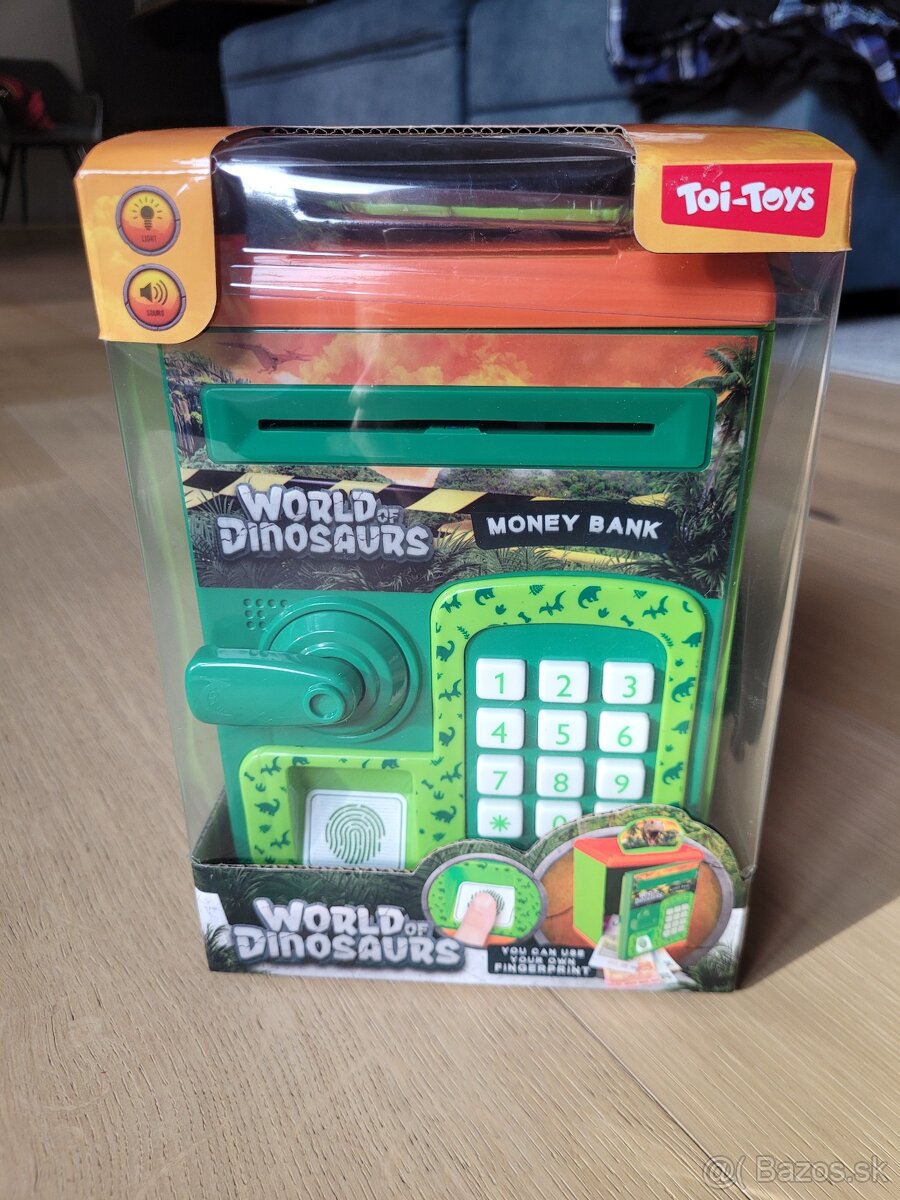 Toi-Toys
LIGHT
SOUNDS
WORLD OF
DINOSAURS
MONEY BANK
1 2 3
4 5 6
7 8 9
* 0
WORLD OF
DINOSAURS
YOU CAN USE
YOUR OWN
FINGERPRINT
@( Bazos.sk